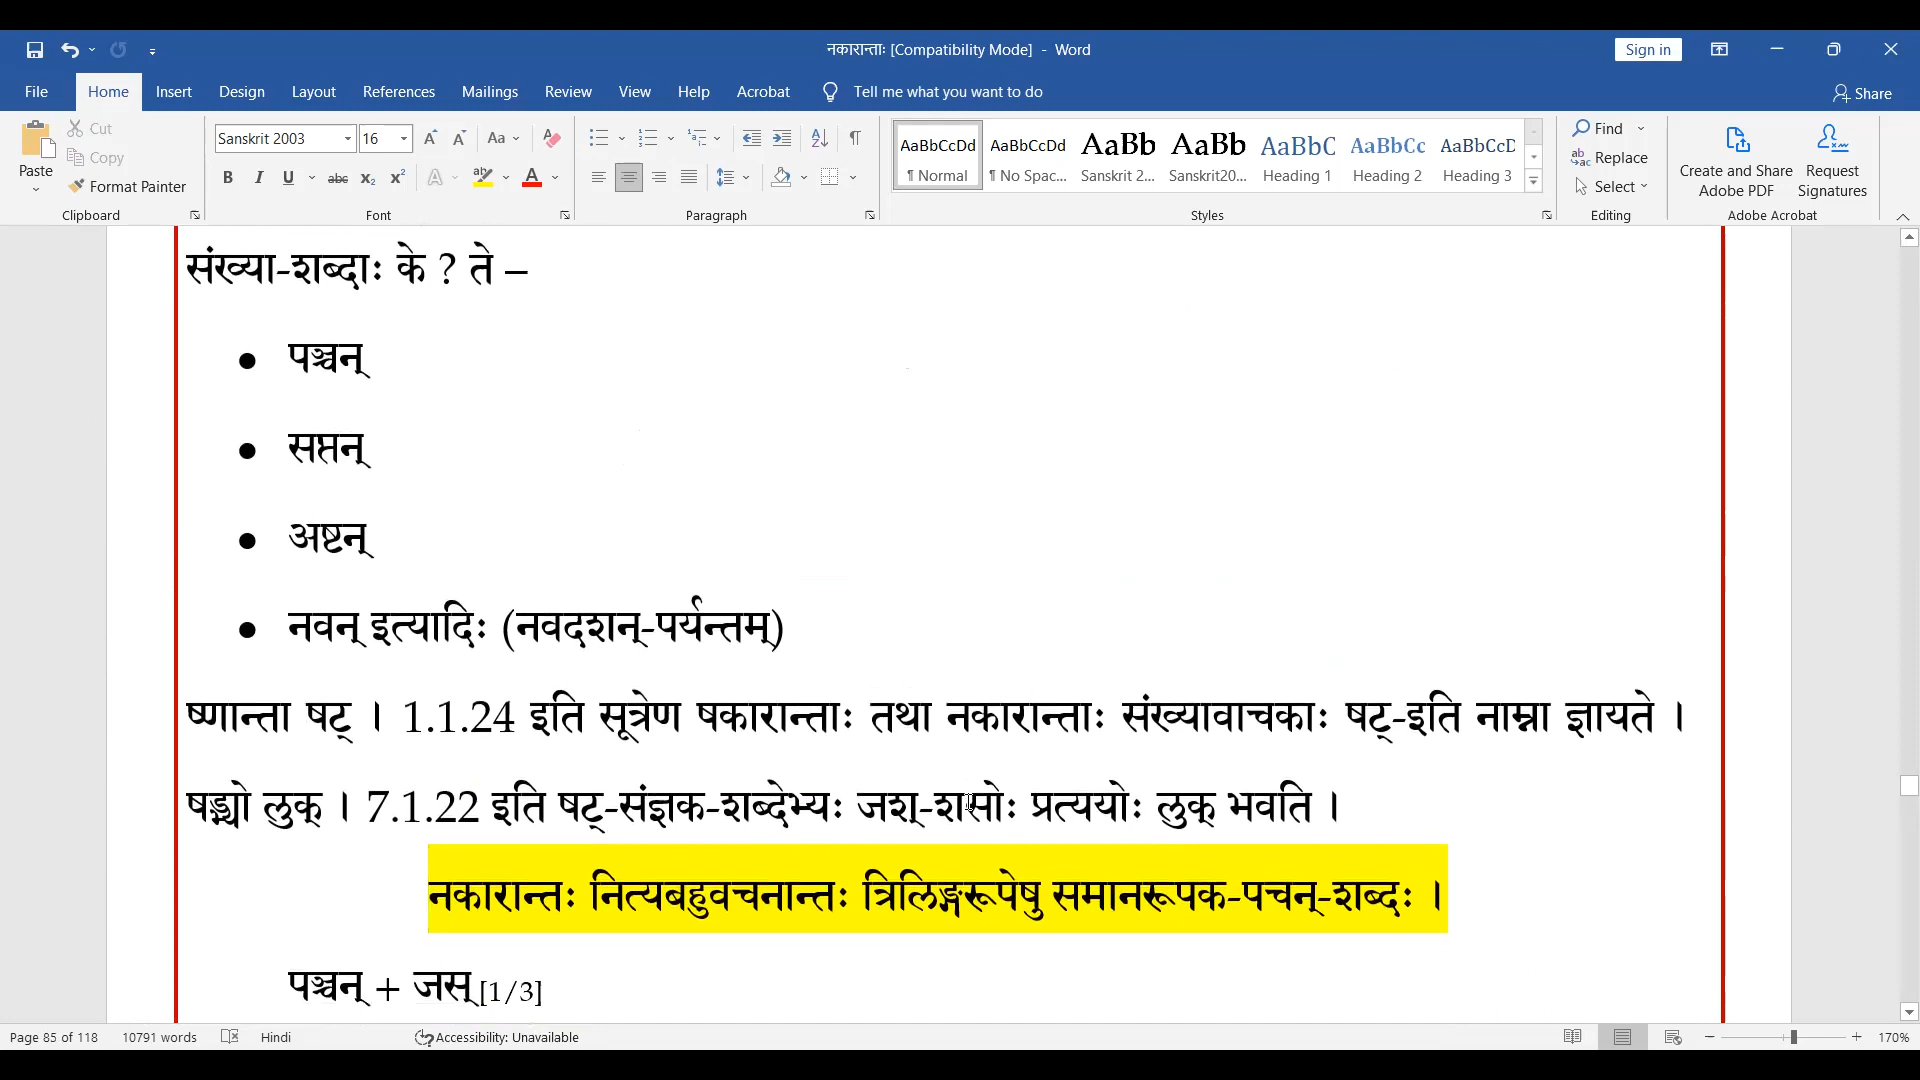 नकारान्ताः [Compatibility Mode] - Word
Sign in
File Home Insert Design Layout References Mailings Review View Help Acrobat Tell me what you want to do Share
Paste Cut Copy Format Painter Clipboard
Sanskrit 2003 16 Font
Paragraph
AaBbCcDd ¶ Normal
AaBbCcDd ¶ No Spac...
AaBb Sanskrit 2...
AaBb Sanskrit20...
AaBbC Heading 1
AaBbCc Heading 2
AaBbCcD Heading 3
Styles
Find Replace Select Editing
Create and Share Adobe PDF Request Signatures Adobe Acrobat
संख्या-शब्दाः के ? ते –
● पञ्चन्
● सप्तन्
● अष्टन्
● नवन् इत्यादिः (नवदशन्-पर्यन्तम्)
ष्णान्ता षट् । 1.1.24 इति सूत्रेण षकारान्ताः तथा नकारान्ताः संख्यावाचकाः षट्-इति नाम्ना ज्ञायते ।
षड्भ्यो लुक् । 7.1.22 इति षट्-संज्ञक-शब्देभ्यः जश्-शसोः प्रत्ययोः लुक् भवति ।
नकारान्तः नित्यबहुवचनान्तः त्रिलिङ्गरूपेषु समानरूपक-पचन्-शब्दः ।
पञ्चन् + जस् [1/3]
Page 85 of 118 10791 words Hindi Accessibility: Unavailable 170%